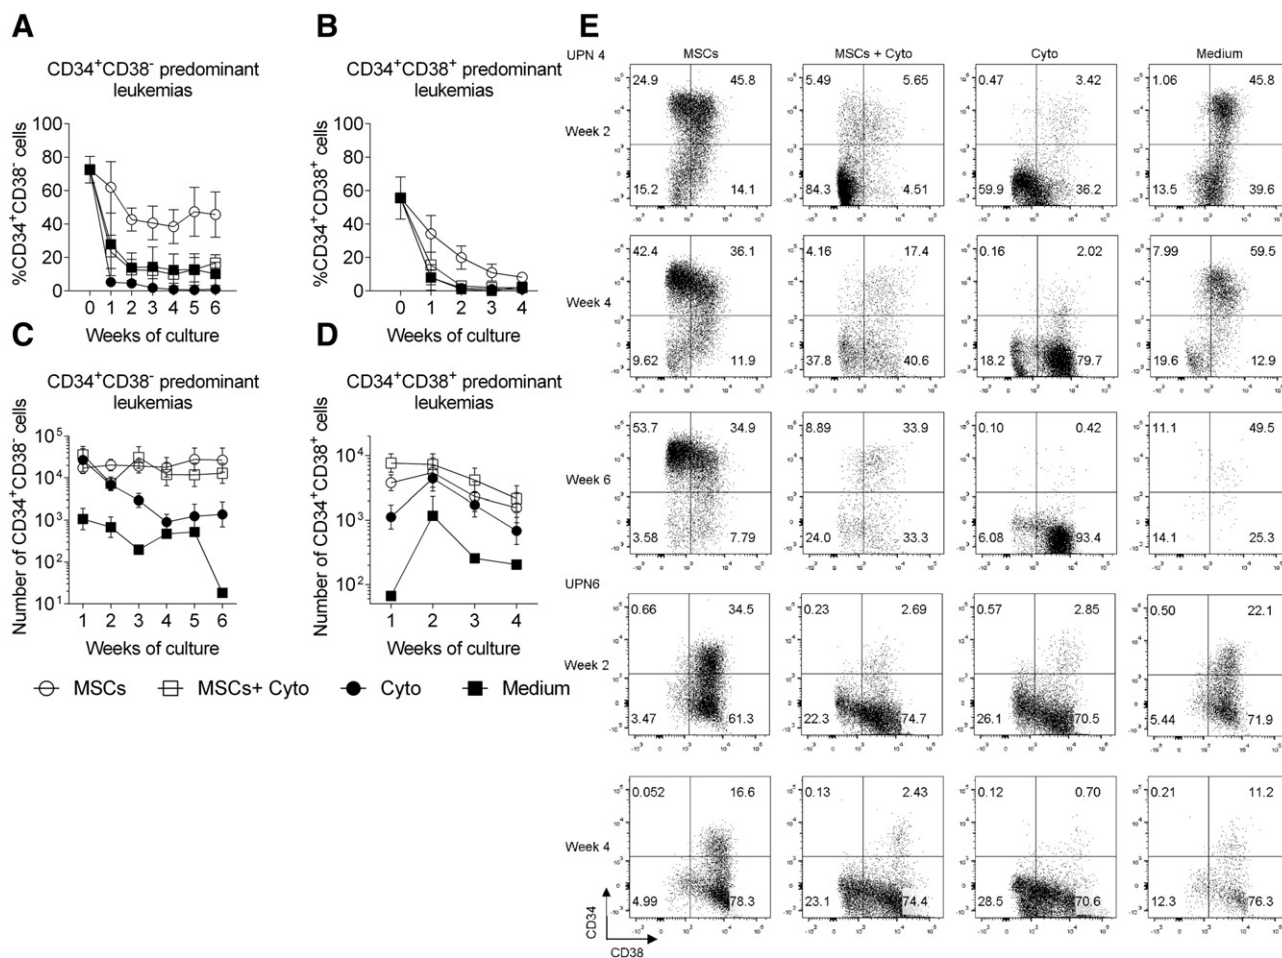 A
CD34+CD38- predominant
leukemias
%CD34+CD38- cells
100
80
60
40
20
0
0 1 2 3 4 5 6
Weeks of culture
B
CD34+CD38+ predominant
leukemias
%CD34+CD38+ cells
100
80
60
40
20
0
0 1 2 3 4
Weeks of culture
C
CD34+CD38- predominant
leukemias
Number of CD34+CD38- cells
10^5
10^4
10^3
10^2
10^1
1 2 3 4 5 6
Weeks of culture
D
CD34+CD38+ predominant
leukemias
Number of CD34+CD38+ cells
10^4
10^3
10^2
1 2 3 4
Weeks of culture
MSCs MSCs+ Cyto Cyto Medium
E
UPN 4 MSCs MSCs + Cyto Cyto Medium
24.9 45.8 5.49 5.65 0.47 3.42 1.06 45.8
Week 2
15.2 14.1 84.3 4.51 59.9 36.2 13.5 39.6
42.4 36.1 4.16 17.4 0.16 2.02 7.99 59.5
Week 4
9.62 11.9 37.8 40.6 18.2 79.7 19.6 12.9
53.7 34.9 8.89 33.9 0.10 0.42 11.1 49.5
Week 6
3.58 7.79 24.0 33.3 6.08 93.4 14.1 25.3
UPN6
0.66 34.5 0.23 2.69 0.57 2.85 0.50 22.1
Week 2
3.47 61.3 22.3 74.7 26.1 70.5 5.44 71.9
0.052 16.6 0.13 2.43 0.12 0.70 0.21 11.2
Week 4
4.99 78.3 23.1 74.4 28.5 70.6 12.3 76.3
CD34
CD38